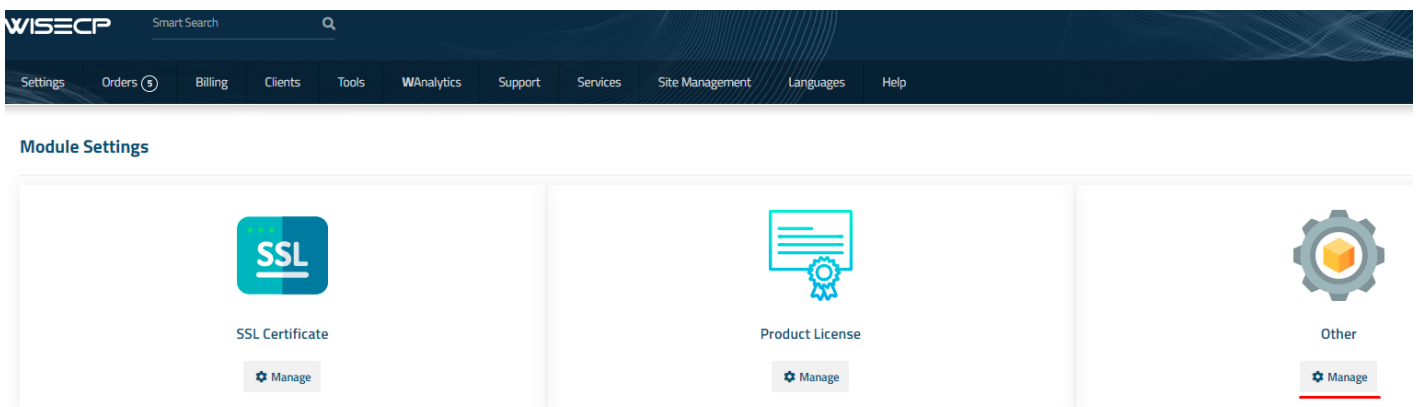 WISECP Smart Search
Settings Orders 5 Billing Clients Tools WAnalytics Support Services Site Management Languages Help
Module Settings
SSL
SSL Certificate Product License Other
Manage Manage Manage